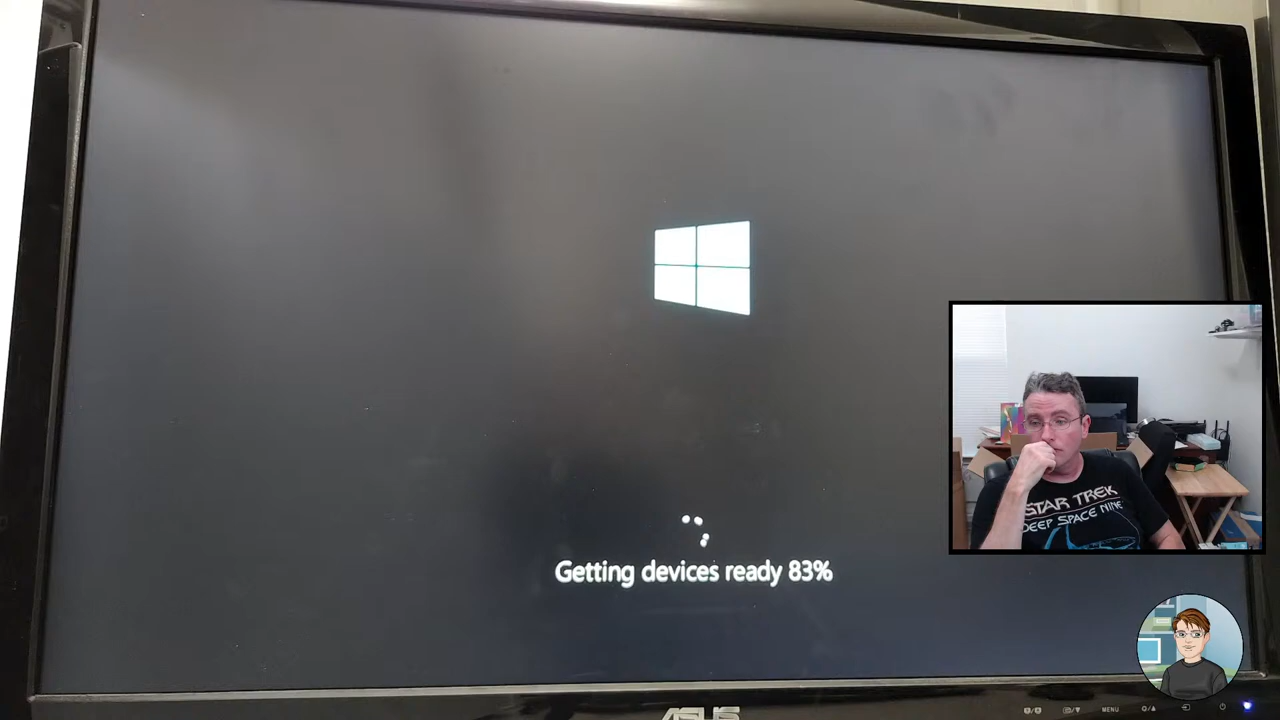 Getting devices ready 83%
STAR TREK
DEEP SPACE NINE
ASUS
MENU